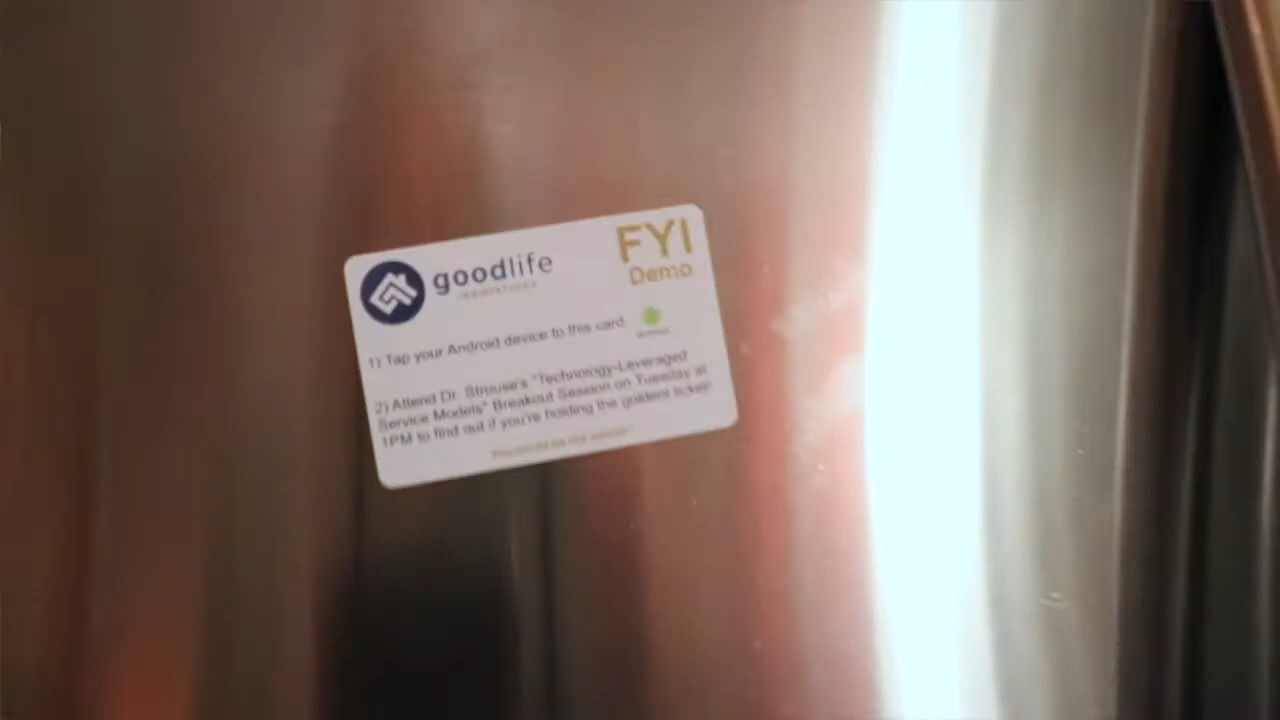 goodlife
FYI
Demo
1) Tap your Android device to this card
2) Attend Dr. Strouse's "Technology-Leveraged
Service Models" Breakout Session on Tuesday at
1PM to find out if you're holding the golden ticket!